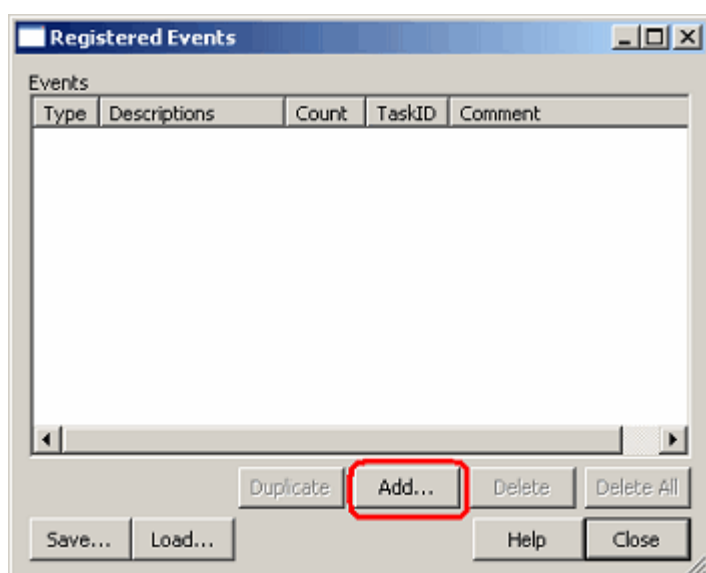 Registered Events
Events
Type Descriptions Count TaskID Comment
Duplicate Add... Delete Delete All
Save... Load... Help Close